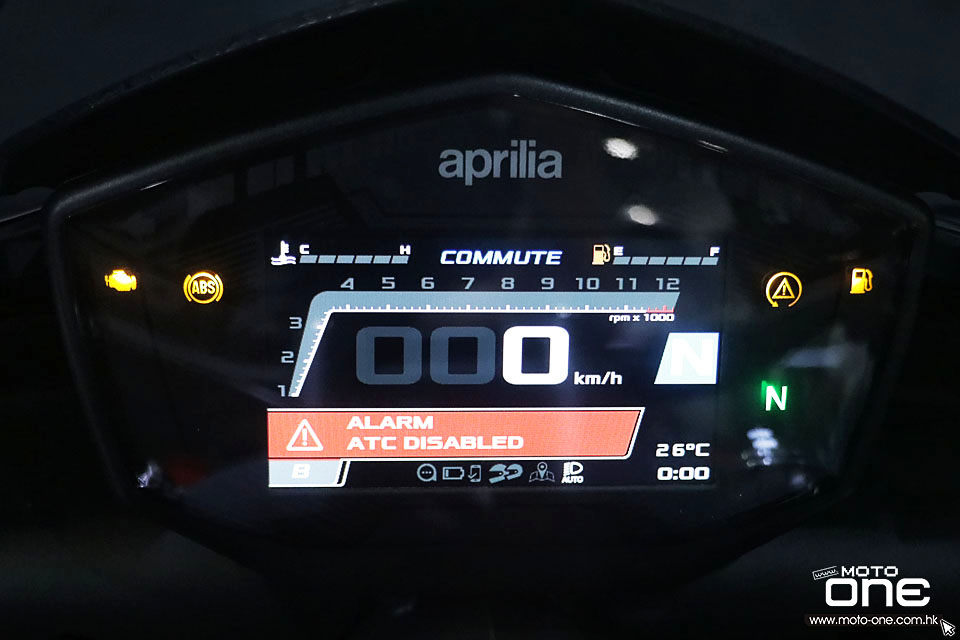 aprilia
C H COMMUTE E F
4 5 6 7 8 9 10 11 12
rpm x 1000
3
2
1
000 km/h N
ABS
N
ALARM
ATC DISABLED
26°C
B
AUTO
0:00
www.
MOTO
ONE
www.moto-one.com.hk